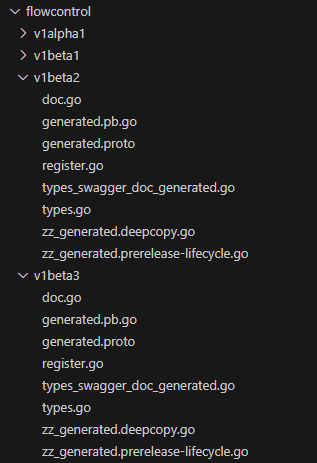 flowcontrol
v1alpha1
v1beta1
v1beta2
doc.go
generated.pb.go
generated.proto
register.go
types_swagger_doc_generated.go
types.go
zz_generated.deepcopy.go
zz_generated.prerelease-lifecycle.go
v1beta3
doc.go
generated.pb.go
generated.proto
register.go
types_swagger_doc_generated.go
types.go
zz_generated.deepcopy.go
zz_generated.prerelease-lifecycle.go